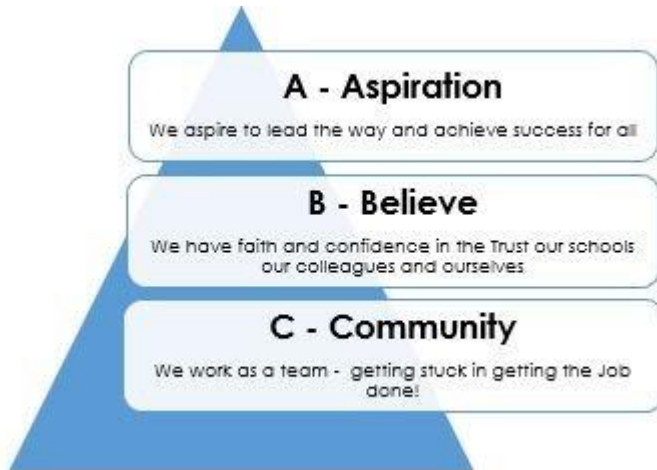 A - Aspiration
We aspire to lead the way and achieve success for all
B - Believe
We have faith and confidence in the Trust our schools
our colleagues and ourselves
C - Community
We work as a team - getting stuck in getting the Job
done!